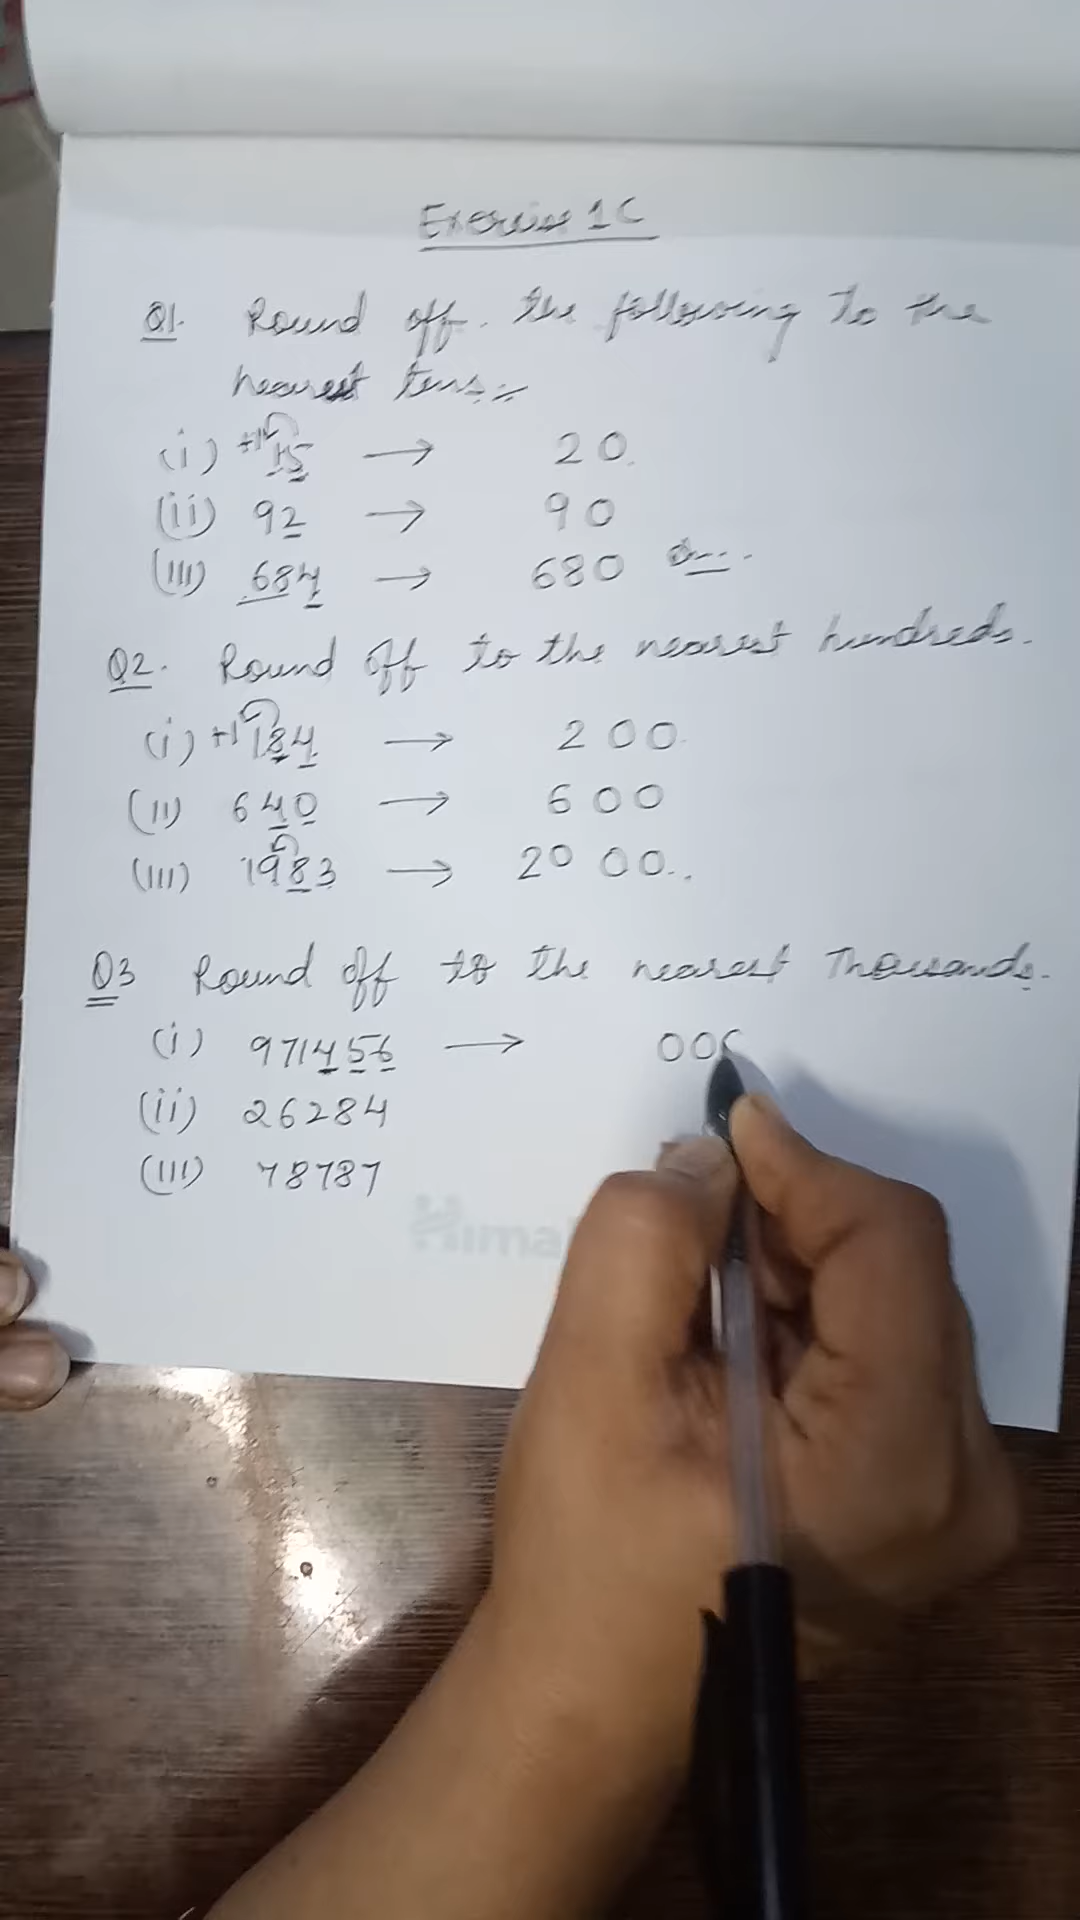 Exercise 1C
Q1. Round off. the following to the
nearest tens:-
(i) +1 15 → 20.
(ii) 92 → 90
(iii) 684 → 680
Q2. Round off to the nearest hundreds.
(i) +1 184 → 200.
(ii) 640 → 600
(iii) 1983 → 2000..
Q3 Round off to the nearest Thousands.
(i) 971456 → 000
(ii) 26284
(iii) 78787
Hima